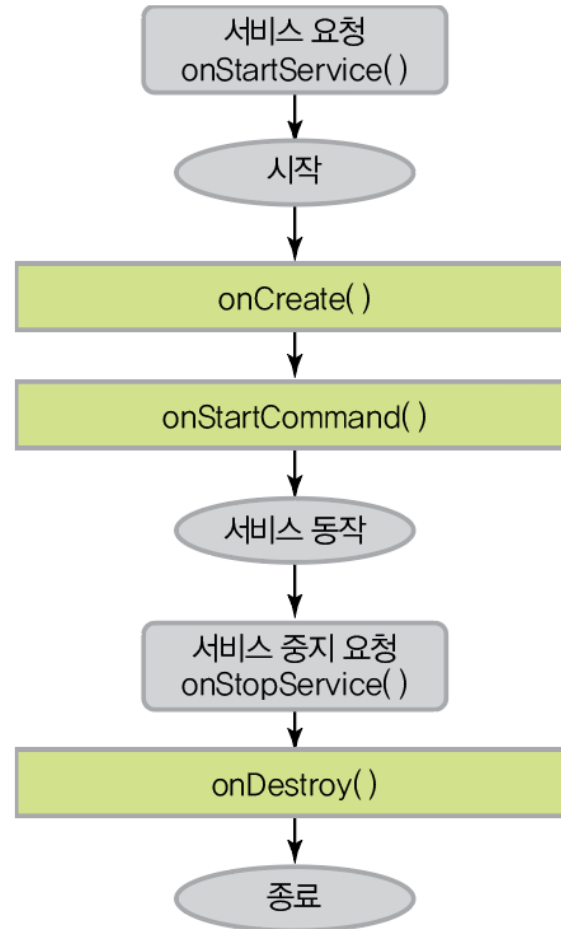 서비스 요청
onStartService( )
시작
onCreate( )
onStartCommand( )
서비스 동작
서비스 중지 요청
onStopService( )
onDestroy( )
종료